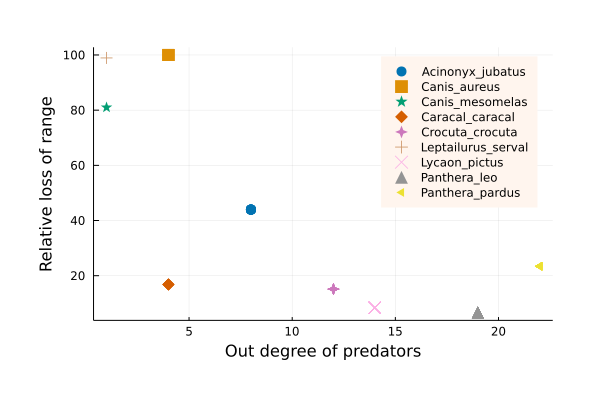 100
80
60
40
20
Relative loss of range
5
10
15
20
Out degree of predators
Acinonyx_jubatus
Canis_aureus
Canis_mesomelas
Caracal_caracal
Crocuta_crocuta
Leptailurus_serval
Lycaon_pictus
Panthera_leo
Panthera_pardus